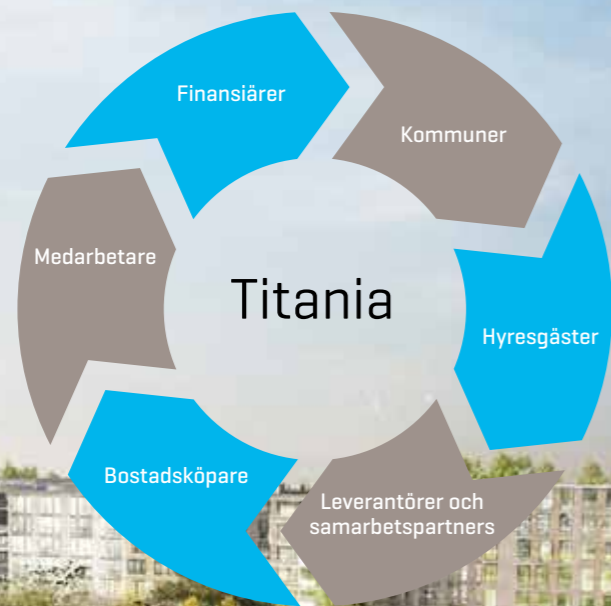 Finansiärer
Kommuner
Medarbetare
Titania
Hyresgäster
Bostadsköpare
Leverantörer och
samarbetspartners